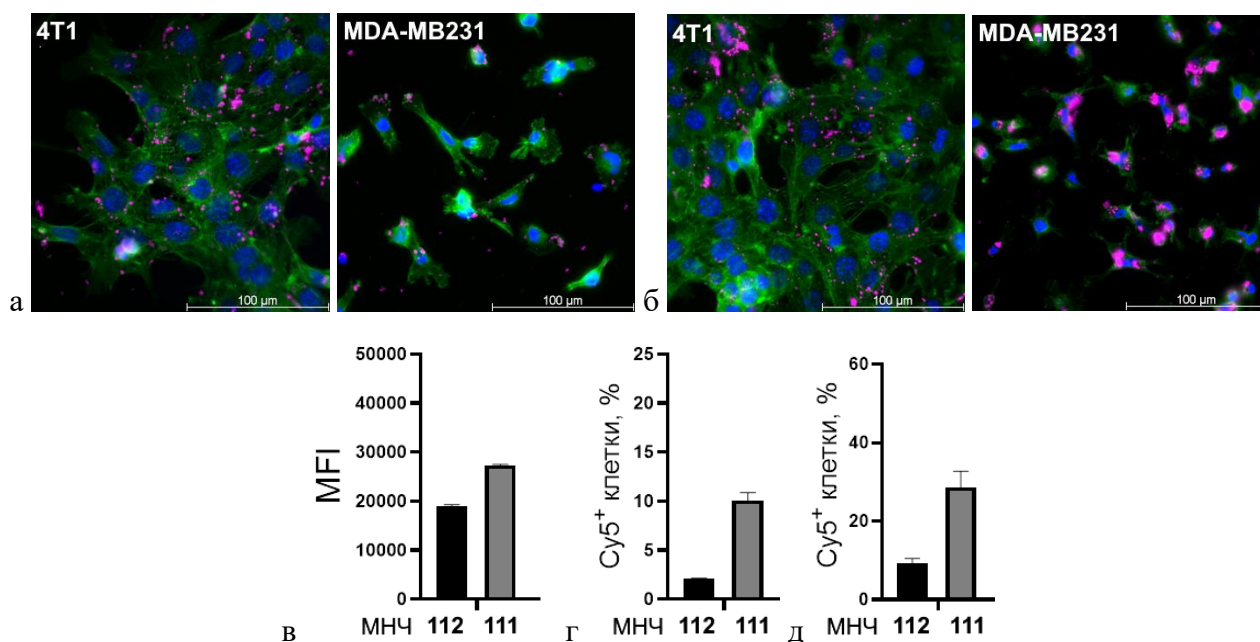 4T1
MDA-MB231
4T1
MDA-MB231
100 µm
100 µm
100 µm
100 µm
а
б
50000
40000
30000
20000
10000
0
MFI
МНЧ 112 111
в
25
20
15
10
5
0
Cy5+ клетки, %
МНЧ 112 111
г
60
40
20
0
Cy5+ клетки, %
МНЧ 112 111
д